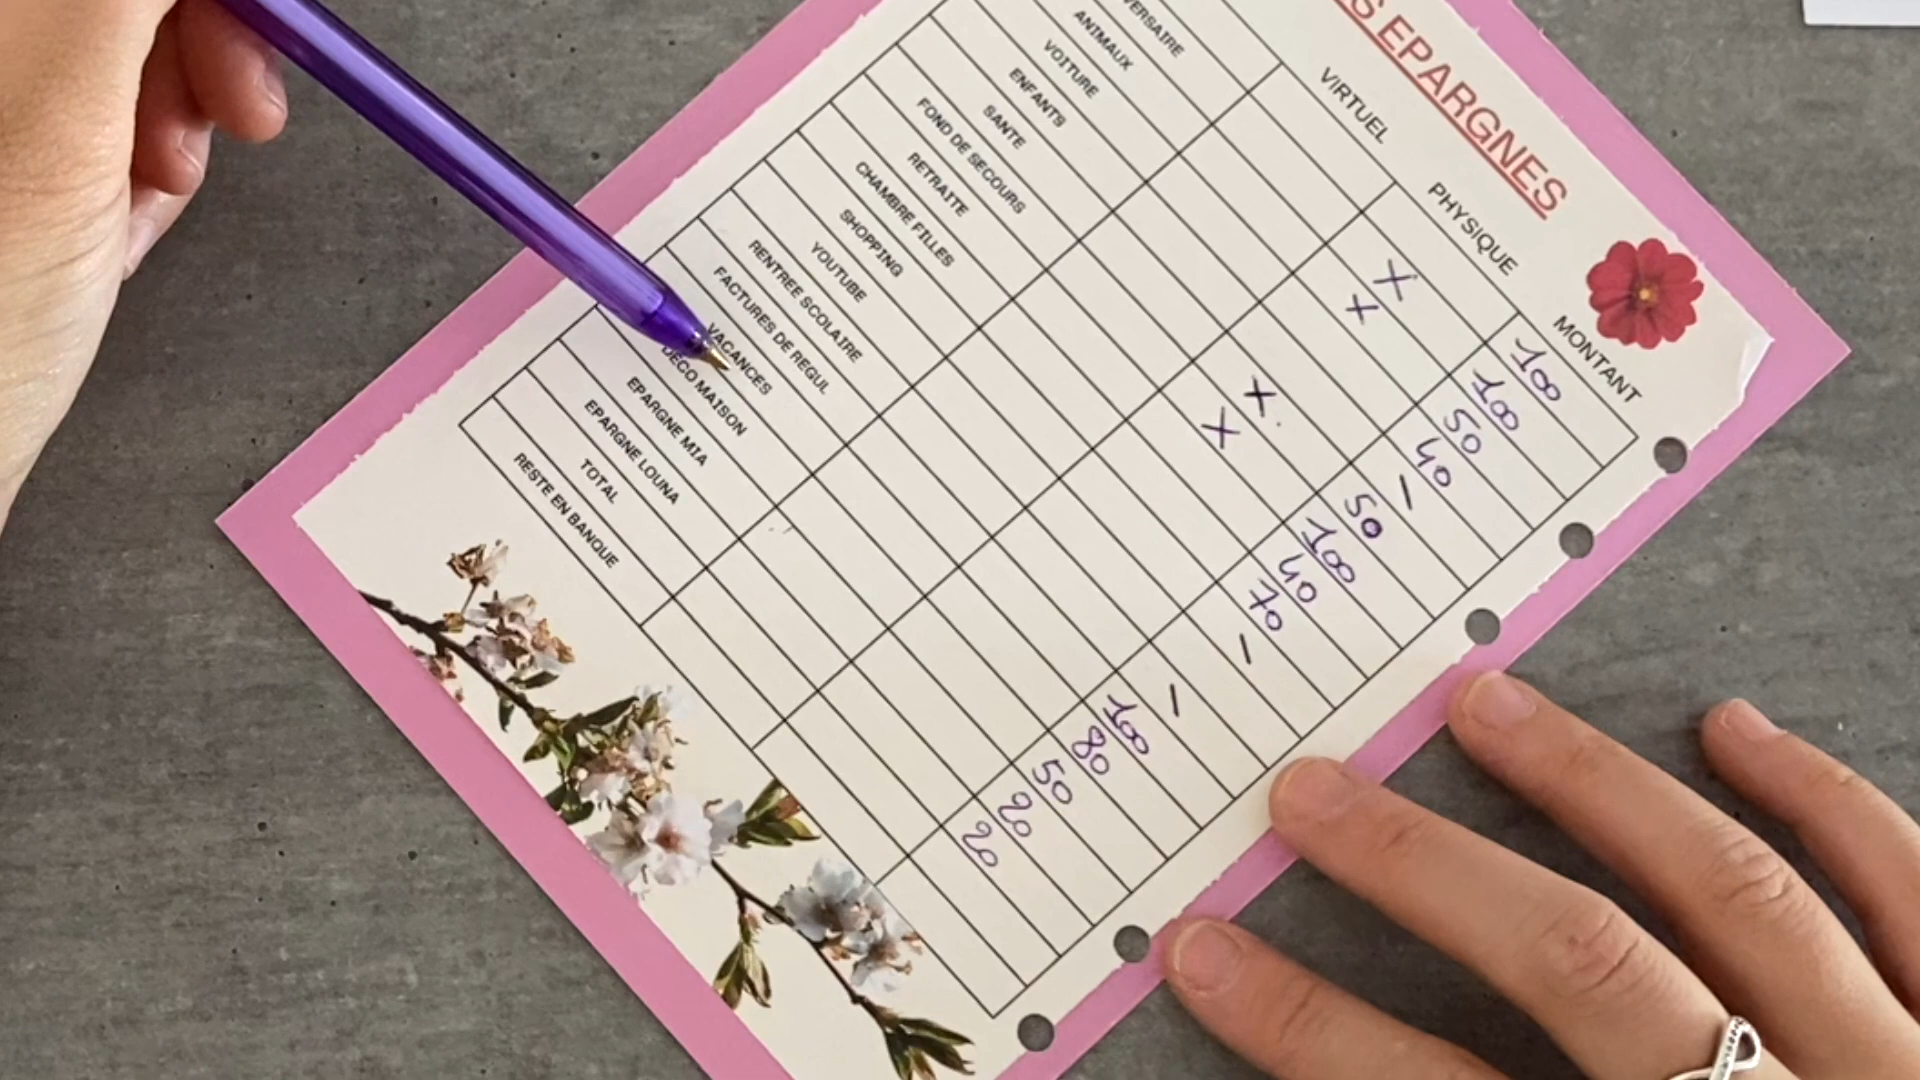 S EPARGNES
VIRTUEL PHYSIQUE MONTANT
100
VERSAIRE X 100
ANIMAUX X 50
VOITURE 40
ENFANTS /
SANTE X 50
FOND DE SECOURS X 100
RETRAITE 40
CHAMBRE FILLES 70
SHOPPING /
YOUTUBE
RENTREE SCOLAIRE /
FACTURES DE REGUL 100
VACANCES 80
DECO MAISON 50
EPARGNE MIA 20
EPARGNE LOUNA 20
TOTAL
RESTE EN BANQUE